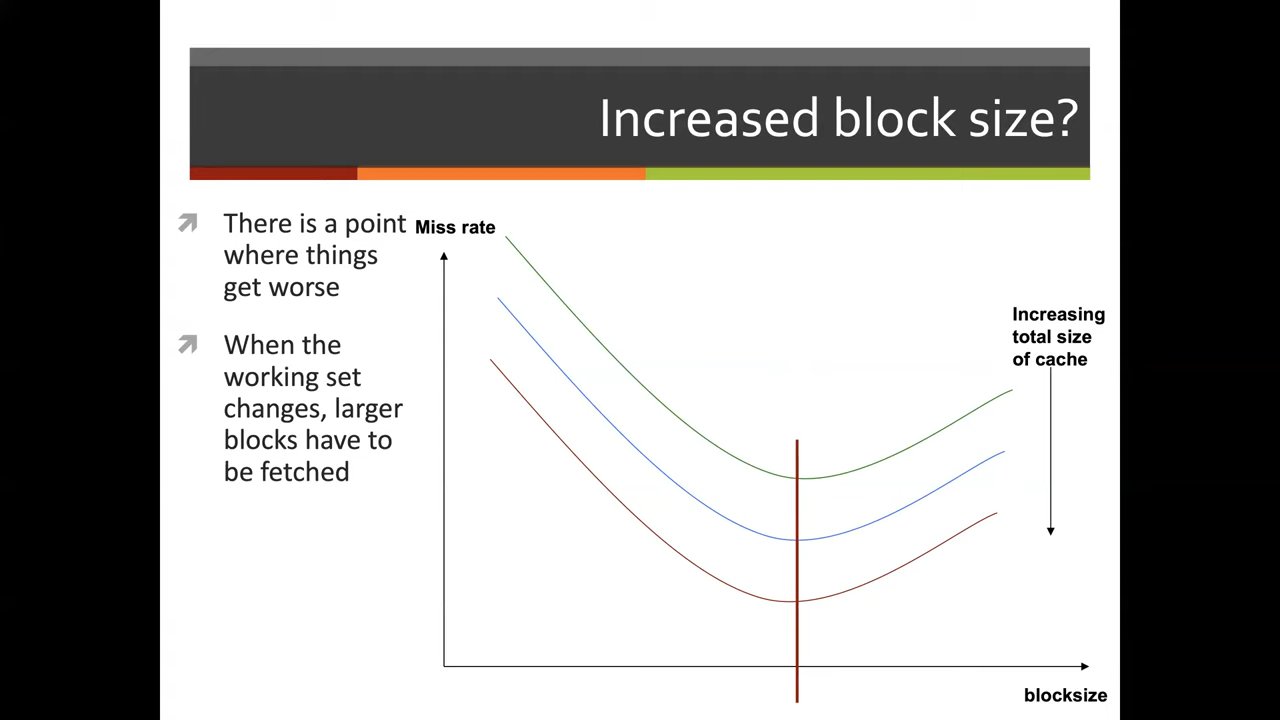 Increased block size?
There is a point
where things
get worse
When the
working set
changes, larger
blocks have to
be fetched
Miss rate
Increasing
total size
of cache
blocksize